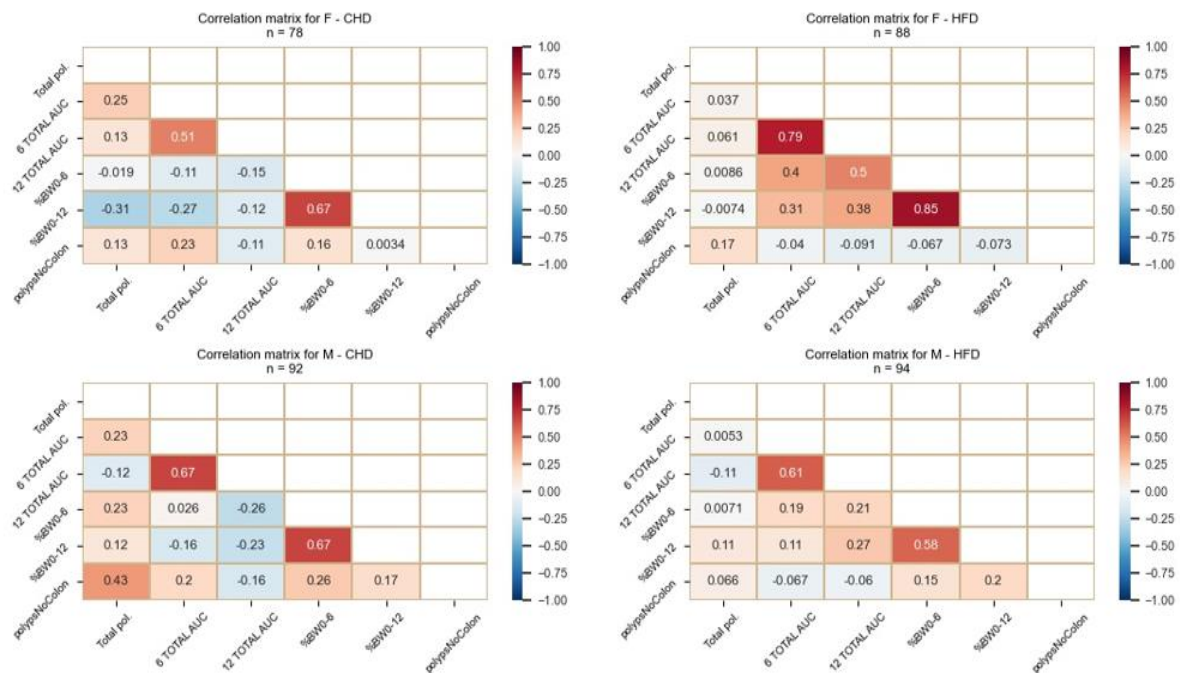 Correlation matrix for F - CHD
n = 78
Total pol.
6 TOTAL AUC 0.25
12 TOTAL AUC 0.13 0.51
%BW0-6 -0.019 -0.11 -0.15
%BW0-12 -0.31 -0.27 -0.12 0.67
polypsNoColon 0.13 0.23 -0.11 0.16 0.0034
Total pol. 6 TOTAL AUC 12 TOTAL AUC %BW0-6 %BW0-12 polypsNoColon
1.00
0.75
0.50
0.25
0.00
−0.25
−0.50
−0.75
−1.00
Correlation matrix for F - HFD
n = 88
Total pol.
6 TOTAL AUC 0.037
12 TOTAL AUC 0.061 0.79
%BW0-6 0.0086 0.4 0.5
%BW0-12 -0.0074 0.31 0.38 0.85
polypsNoColon 0.17 -0.04 -0.091 -0.067 -0.073
Total pol. 6 TOTAL AUC 12 TOTAL AUC %BW0-6 %BW0-12 polypsNoColon
1.00
0.75
0.50
0.25
0.00
−0.25
−0.50
−0.75
−1.00
Correlation matrix for M - CHD
n = 92
Total pol.
6 TOTAL AUC 0.23
12 TOTAL AUC -0.12 0.67
%BW0-6 0.23 0.026 -0.26
%BW0-12 0.12 -0.16 -0.23 0.67
polypsNoColon 0.43 0.2 -0.16 0.26 0.17
Total pol. 6 TOTAL AUC 12 TOTAL AUC %BW0-6 %BW0-12 polypsNoColon
1.00
0.75
0.50
0.25
0.00
−0.25
−0.50
−0.75
−1.00
Correlation matrix for M - HFD
n = 94
Total pol.
6 TOTAL AUC 0.0053
12 TOTAL AUC -0.11 0.61
%BW0-6 0.0071 0.19 0.21
%BW0-12 0.11 0.11 0.27 0.58
polypsNoColon 0.066 -0.067 -0.06 0.15 0.2
Total pol. 6 TOTAL AUC 12 TOTAL AUC %BW0-6 %BW0-12 polypsNoColon
1.00
0.75
0.50
0.25
0.00
−0.25
−0.50
−0.75
−1.00